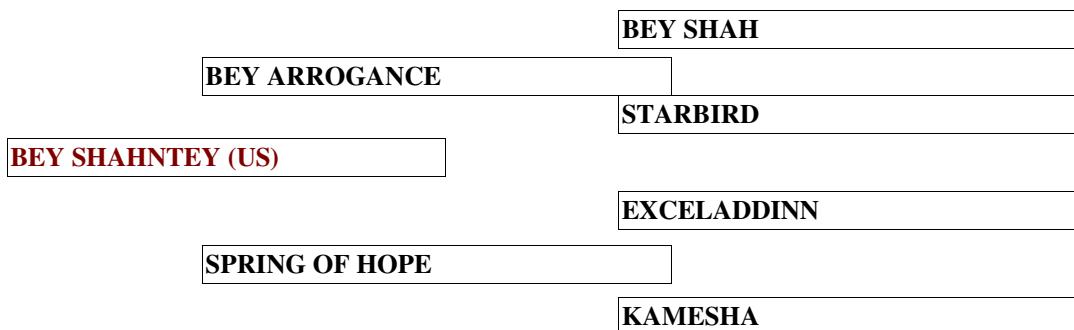 BEY SHAH
BEY ARROGANCE
STARBIRD
BEY SHAHNTEY (US)
EXCELADDINN
SPRING OF HOPE
KAMESHA